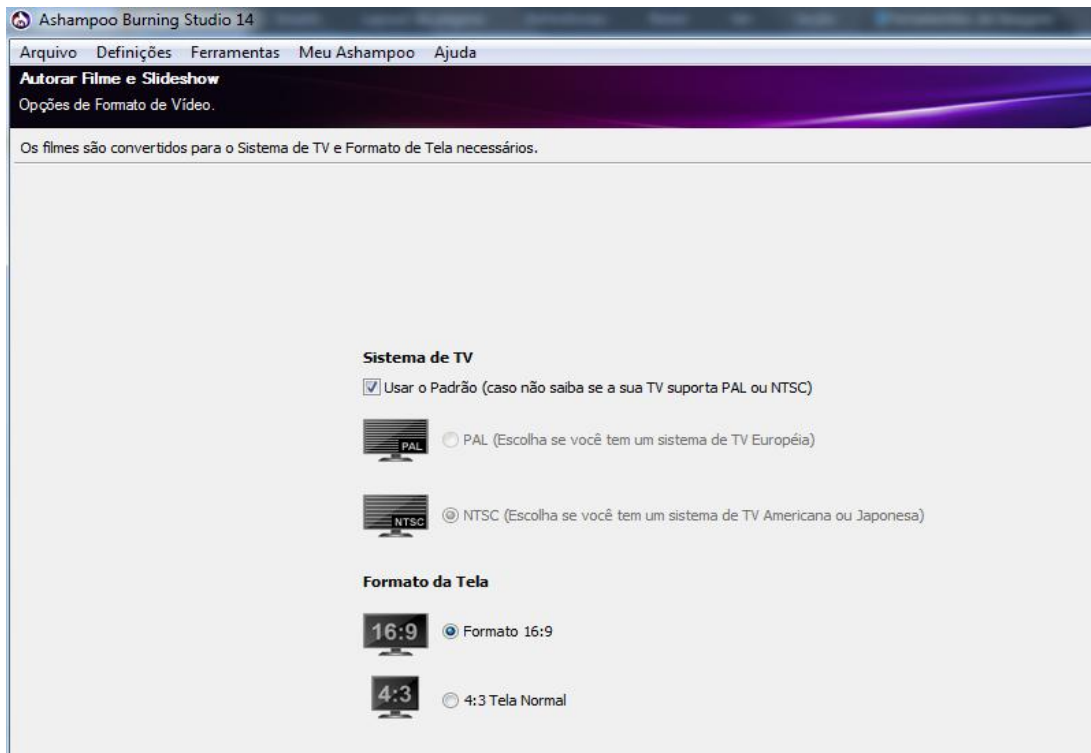 Ashampoo Burning Studio 14
Arquivo Definições Ferramentas Meu Ashampoo Ajuda
Autorar Filme e Slideshow
Opções de Formato de Vídeo.
Os filmes são convertidos para o Sistema de TV e Formato de Tela necessários.
Sistema de TV
Usar o Padrão (caso não saiba se a sua TV suporta PAL ou NTSC)
PAL
PAL (Escolha se você tem um sistema de TV Européia)
NTSC
NTSC (Escolha se você tem um sistema de TV Americana ou Japonesa)
Formato da Tela
16:9
Formato 16:9
4:3
4:3 Tela Normal